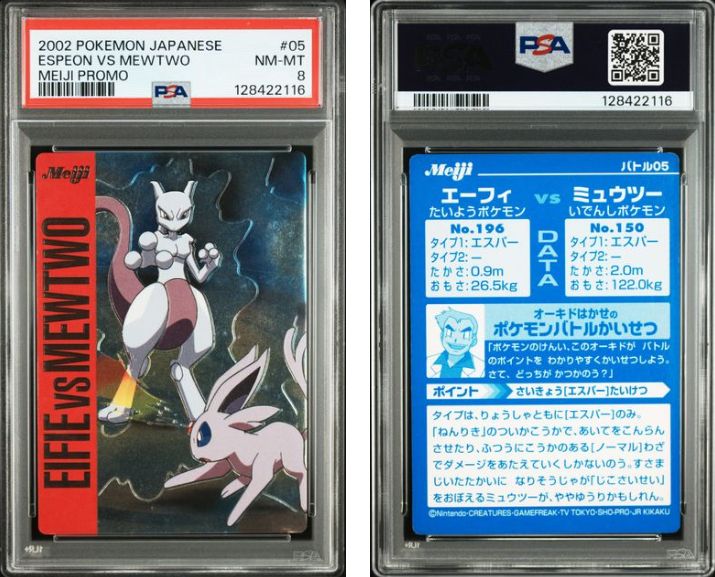 2002 POKEMON JAPANESE #05
ESPEON VS MEWTWO NM-MT
MEIJI PROMO 8
PSA 128422116
Meiji
EIFIE VS MEWTWO
PSA
PSA
128422116
Meiji バトル05
エーフィ VS ミュウツー
たいようポケモン いでんしポケモン
DATA
No.196
タイプ1: エスパー
タイプ2: ―
たかさ: 0.9m
おもさ: 26.5kg
No.150
タイプ1: エスパー
タイプ2: ―
たかさ: 2.0m
おもさ: 122.0kg
オーキドはかせの
ポケモンバトルかいせつ
「ポケモンのけんい、このオーキドが バトル
のポイントを わかりやすくかいせつしよう。
さて、どっちが かつかのう?」
ポイント さいきょう[エスパー]たいけつ
タイプは、りょうしゃともに[エスパー]のみ。
「ねんりき」のついかこうかで、あいてをこんらん
させたり、ふつうにこうかのある[ノーマル]わざ
でダメージをあたえていくしかないのう。すさま
じいたたかいに なりそうじゃが「じこさいせい」
をおぼえるミュウツーが、ややゆうりかもしれん。
©Nintendo・CREATURES・GAMEFREAK・TV TOKYO・SHO-PRO・JR KIKAKU
PSA